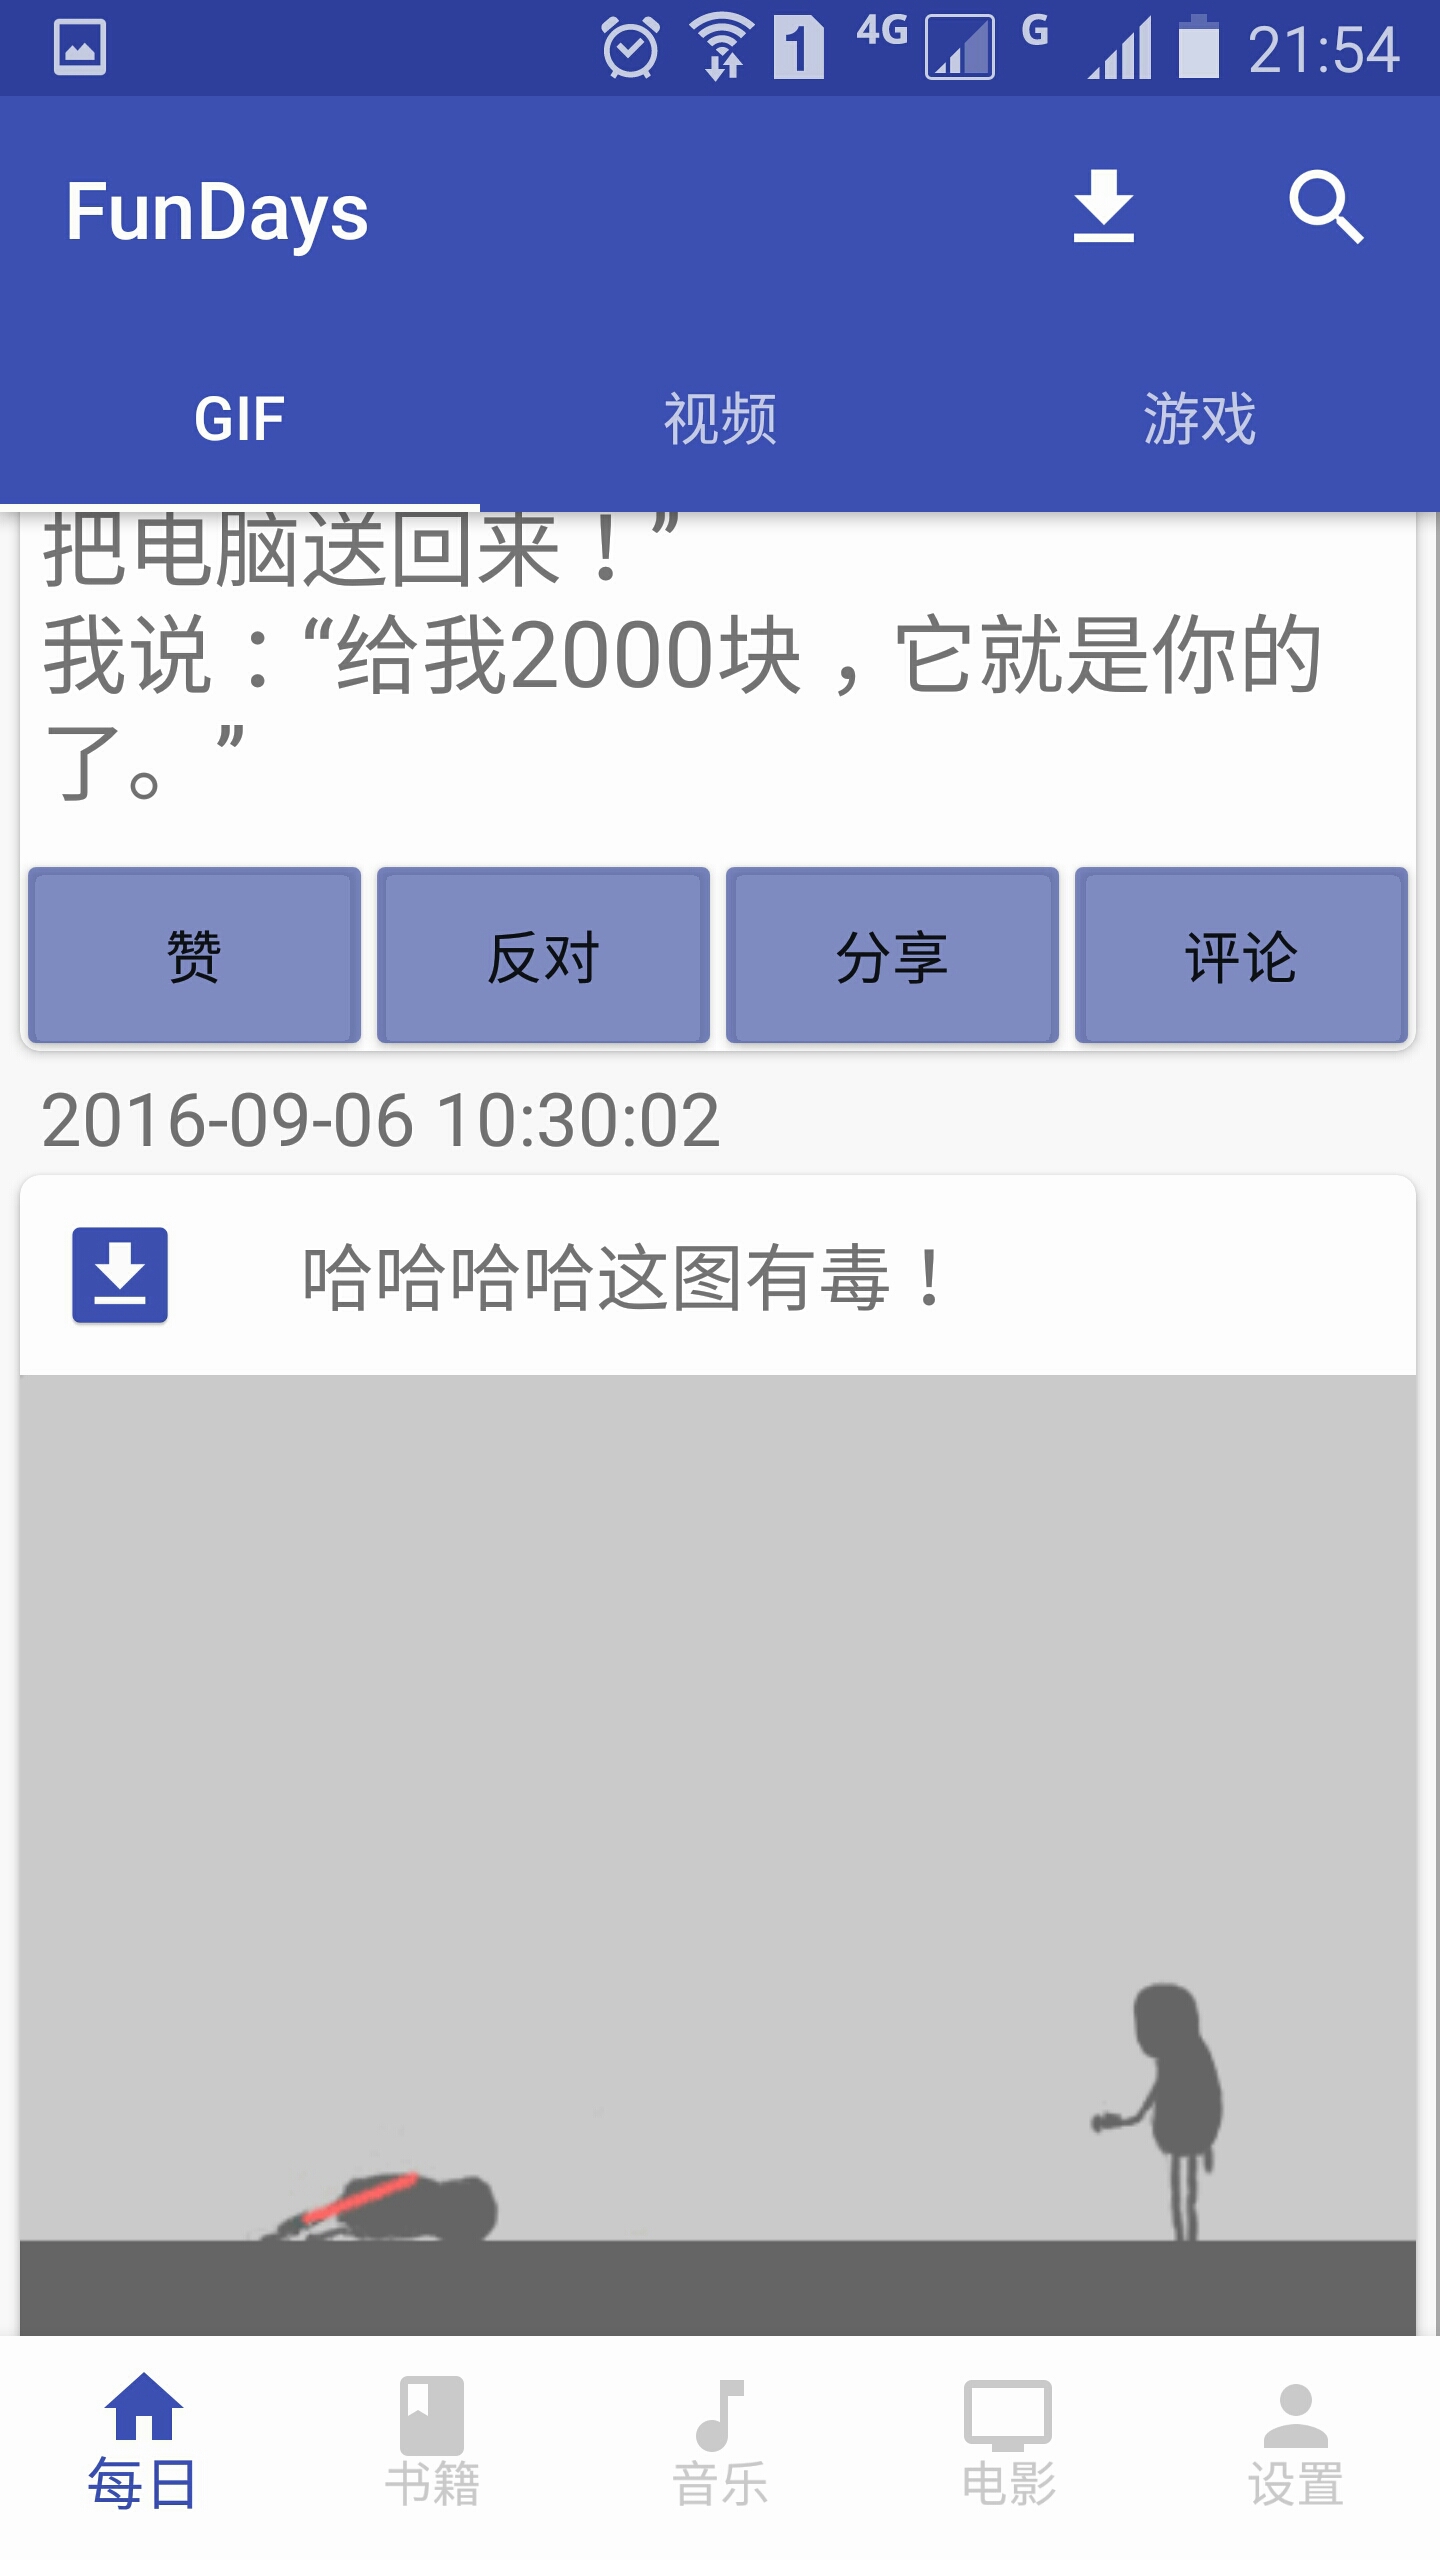 1 4G G 21:54
FunDays
GIF 视频 游戏
把电脑送回来！”
我说：“给我2000块，它就是你的
了。”
赞 反对 分享 评论
2016-09-06 10:30:02
哈哈哈哈这图有毒！
每日 书籍 音乐 电影 设置